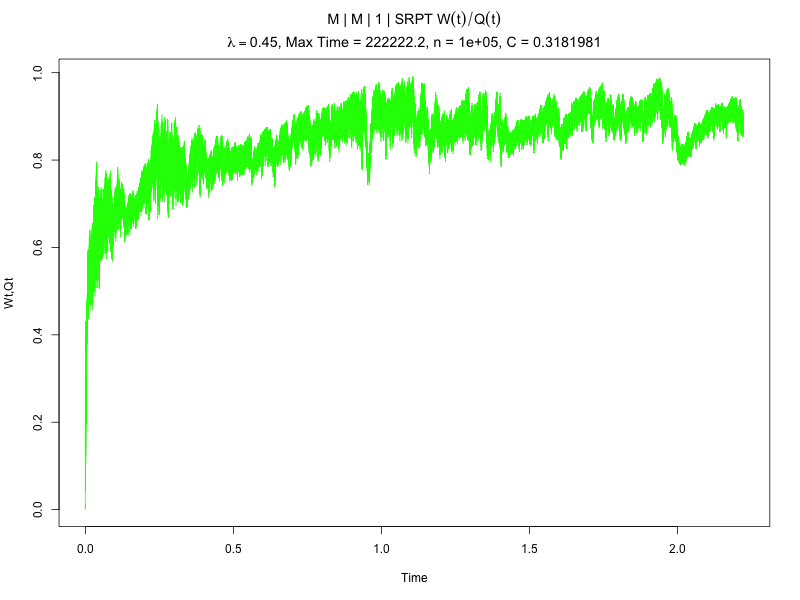 M | M | 1 | SRPT W(t)/Q(t)
λ = 0.45, Max Time = 222222.2, n = 1e+05, C = 0.3181981
1.0
0.8
0.6
0.4
0.2
0.0
Wt,Qt
0.0 0.5 1.0 1.5 2.0
Time